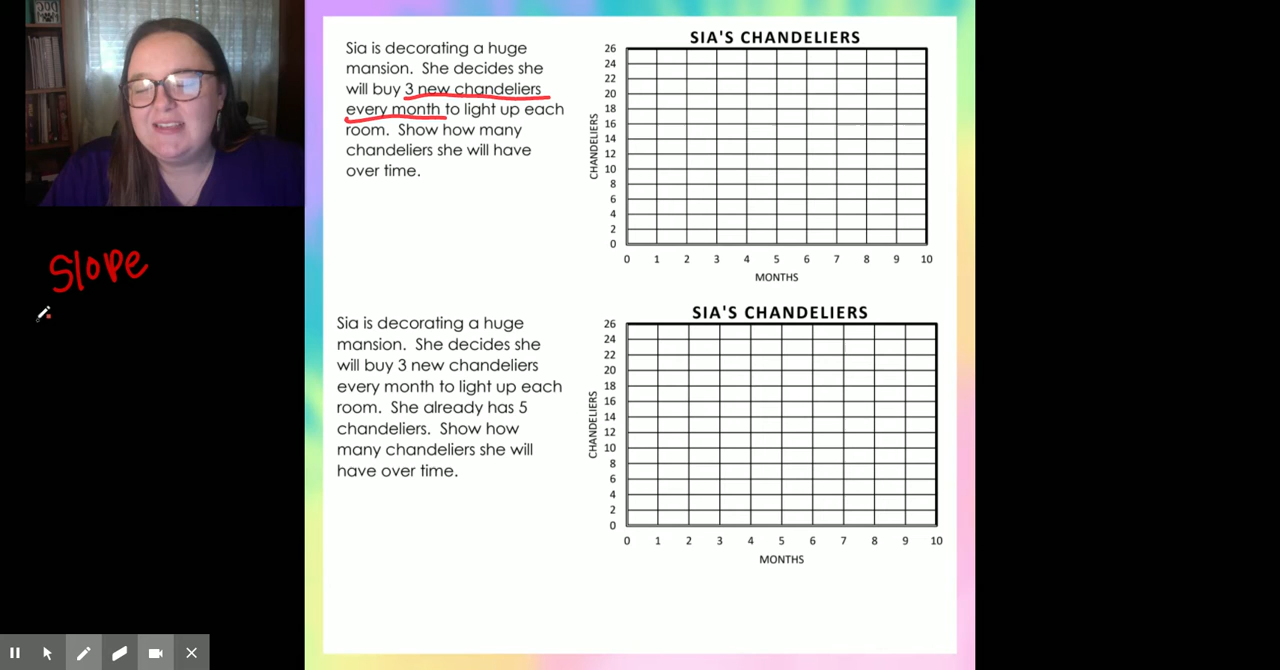 Sia is decorating a huge
mansion. She decides she
will buy 3 new chandeliers
every month to light up each
room. Show how many
chandeliers she will have
over time.
SIA'S CHANDELIERS
CHANDELIERS
26
24
22
20
18
16
14
12
10
8
6
4
2
0
0 1 2 3 4 5 6 7 8 9 10
MONTHS
Slope
Sia is decorating a huge
mansion. She decides she
will buy 3 new chandeliers
every month to light up each
room. She already has 5
chandeliers. Show how
many chandeliers she will
have over time.
SIA'S CHANDELIERS
CHANDELIERS
26
24
22
20
18
16
14
12
10
8
6
4
2
0
0 1 2 3 4 5 6 7 8 9 10
MONTHS